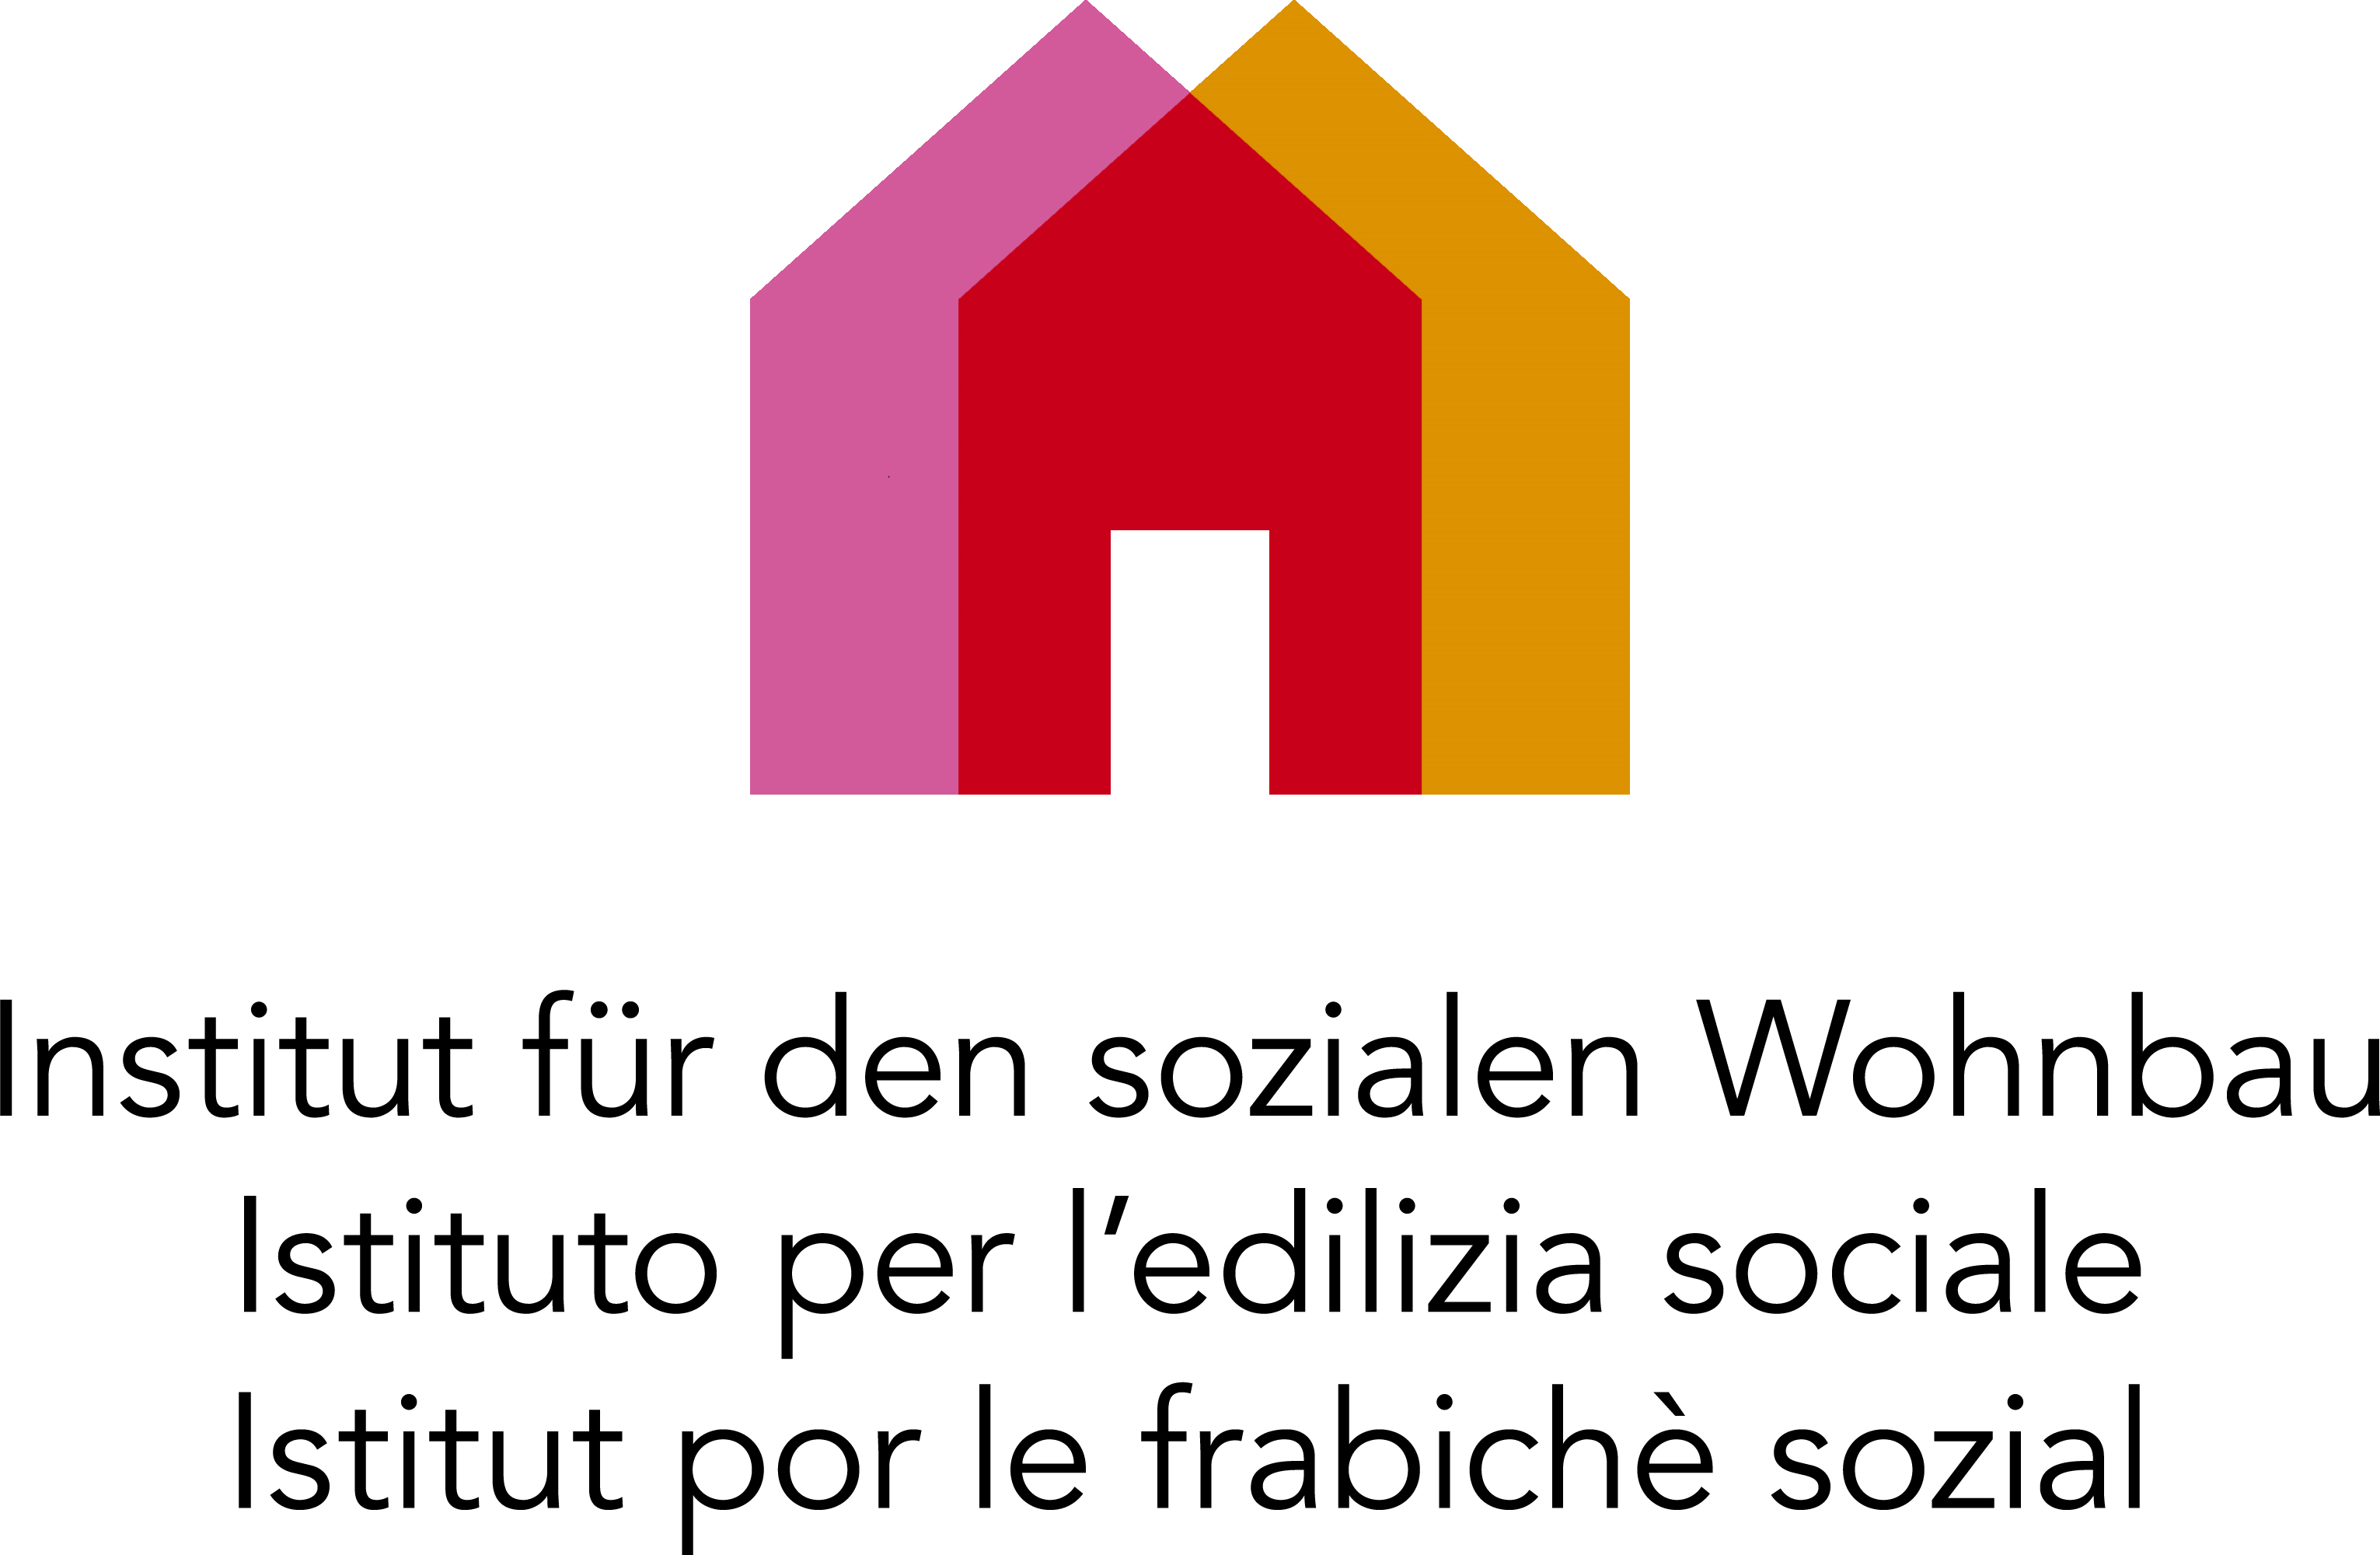 Institut für den sozialen Wohnbau
Istituto per l’edilizia sociale
Istitut por le frabichè sozial